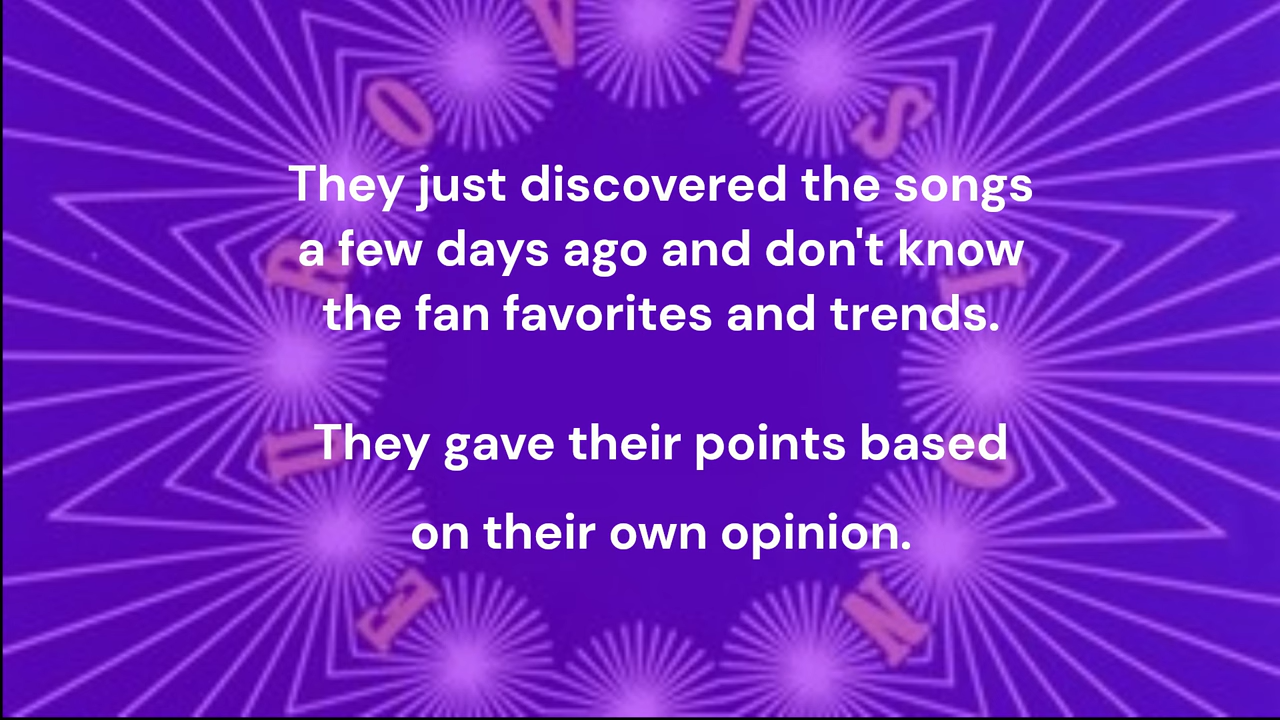 They just discovered the songs
a few days ago and don't know
the fan favorites and trends.
They gave their points based
on their own opinion.
EUROVISION